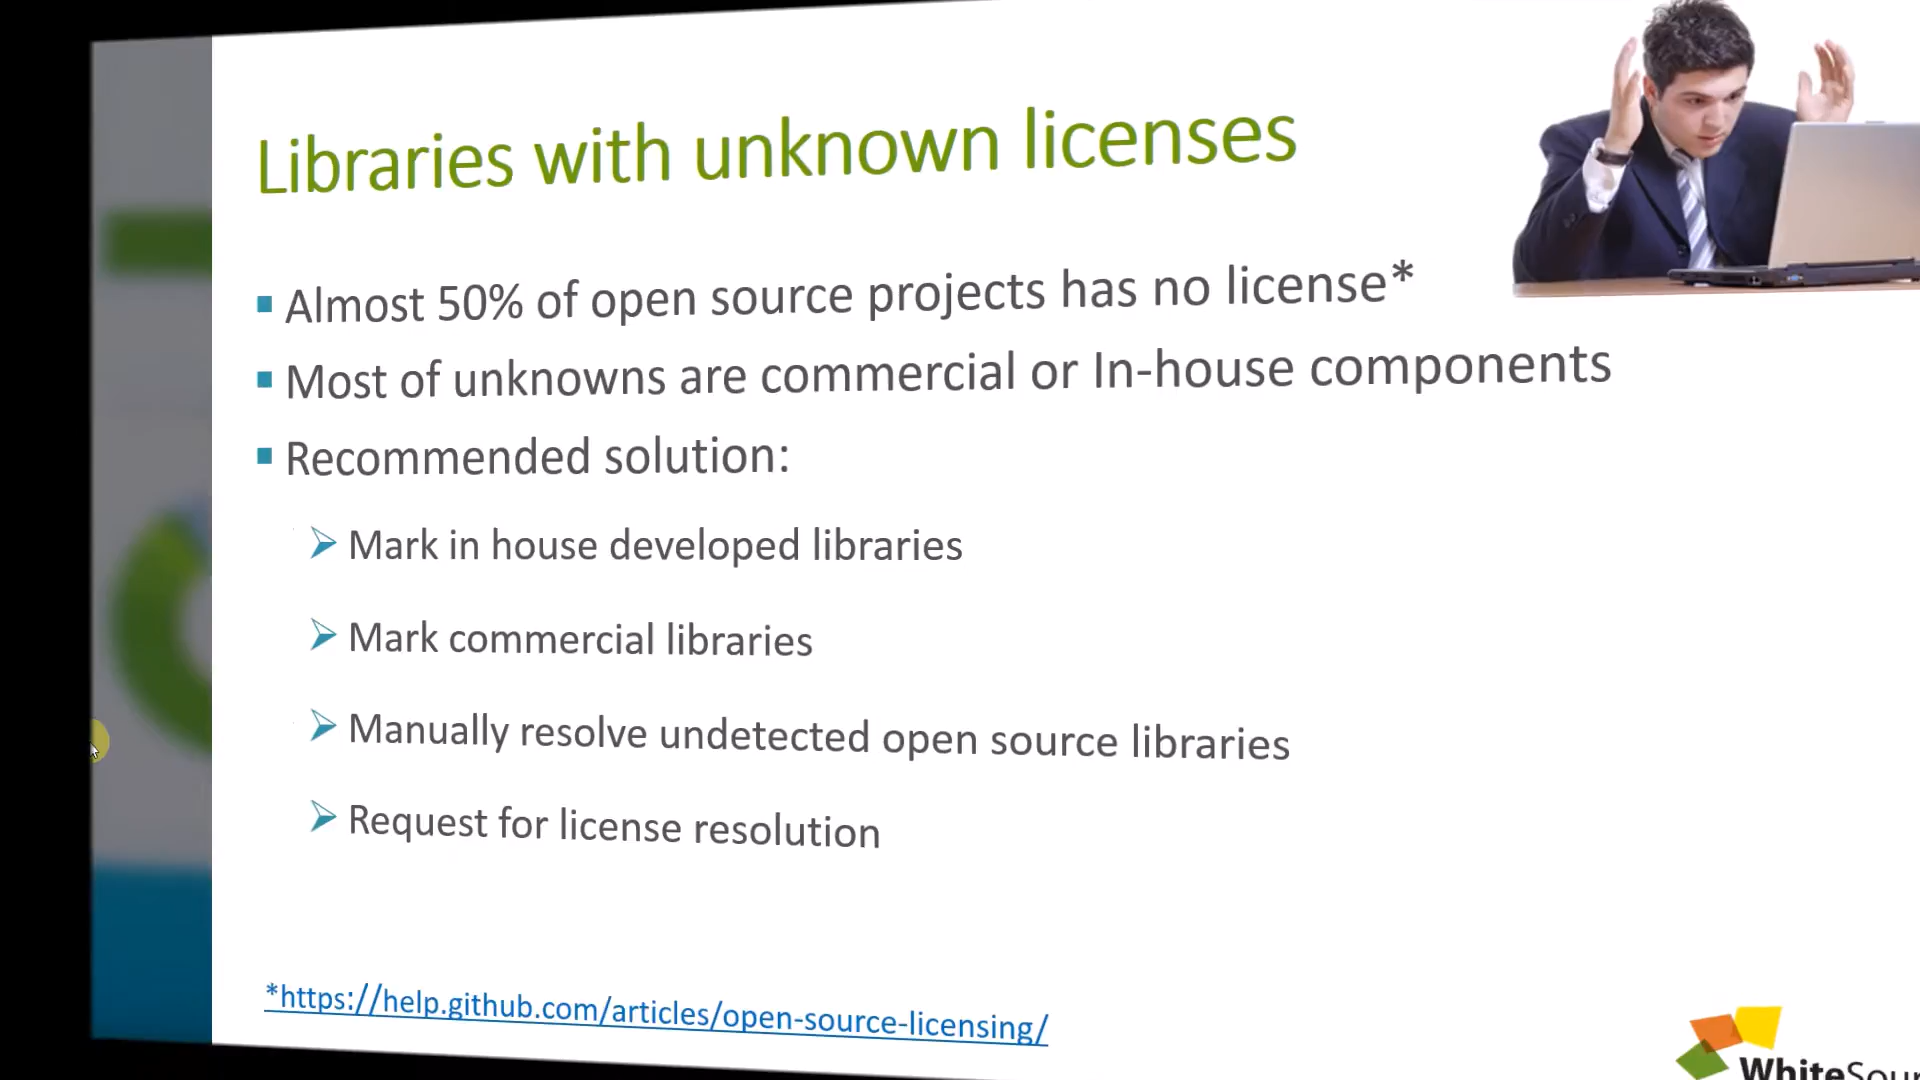 Libraries with unknown licenses
Almost 50% of open source projects has no license*
Most of unknowns are commercial or In-house components
Recommended solution:
Mark in house developed libraries
Mark commercial libraries
Manually resolve undetected open source libraries
Request for license resolution
*https://help.github.com/articles/open-source-licensing/
WhiteSour